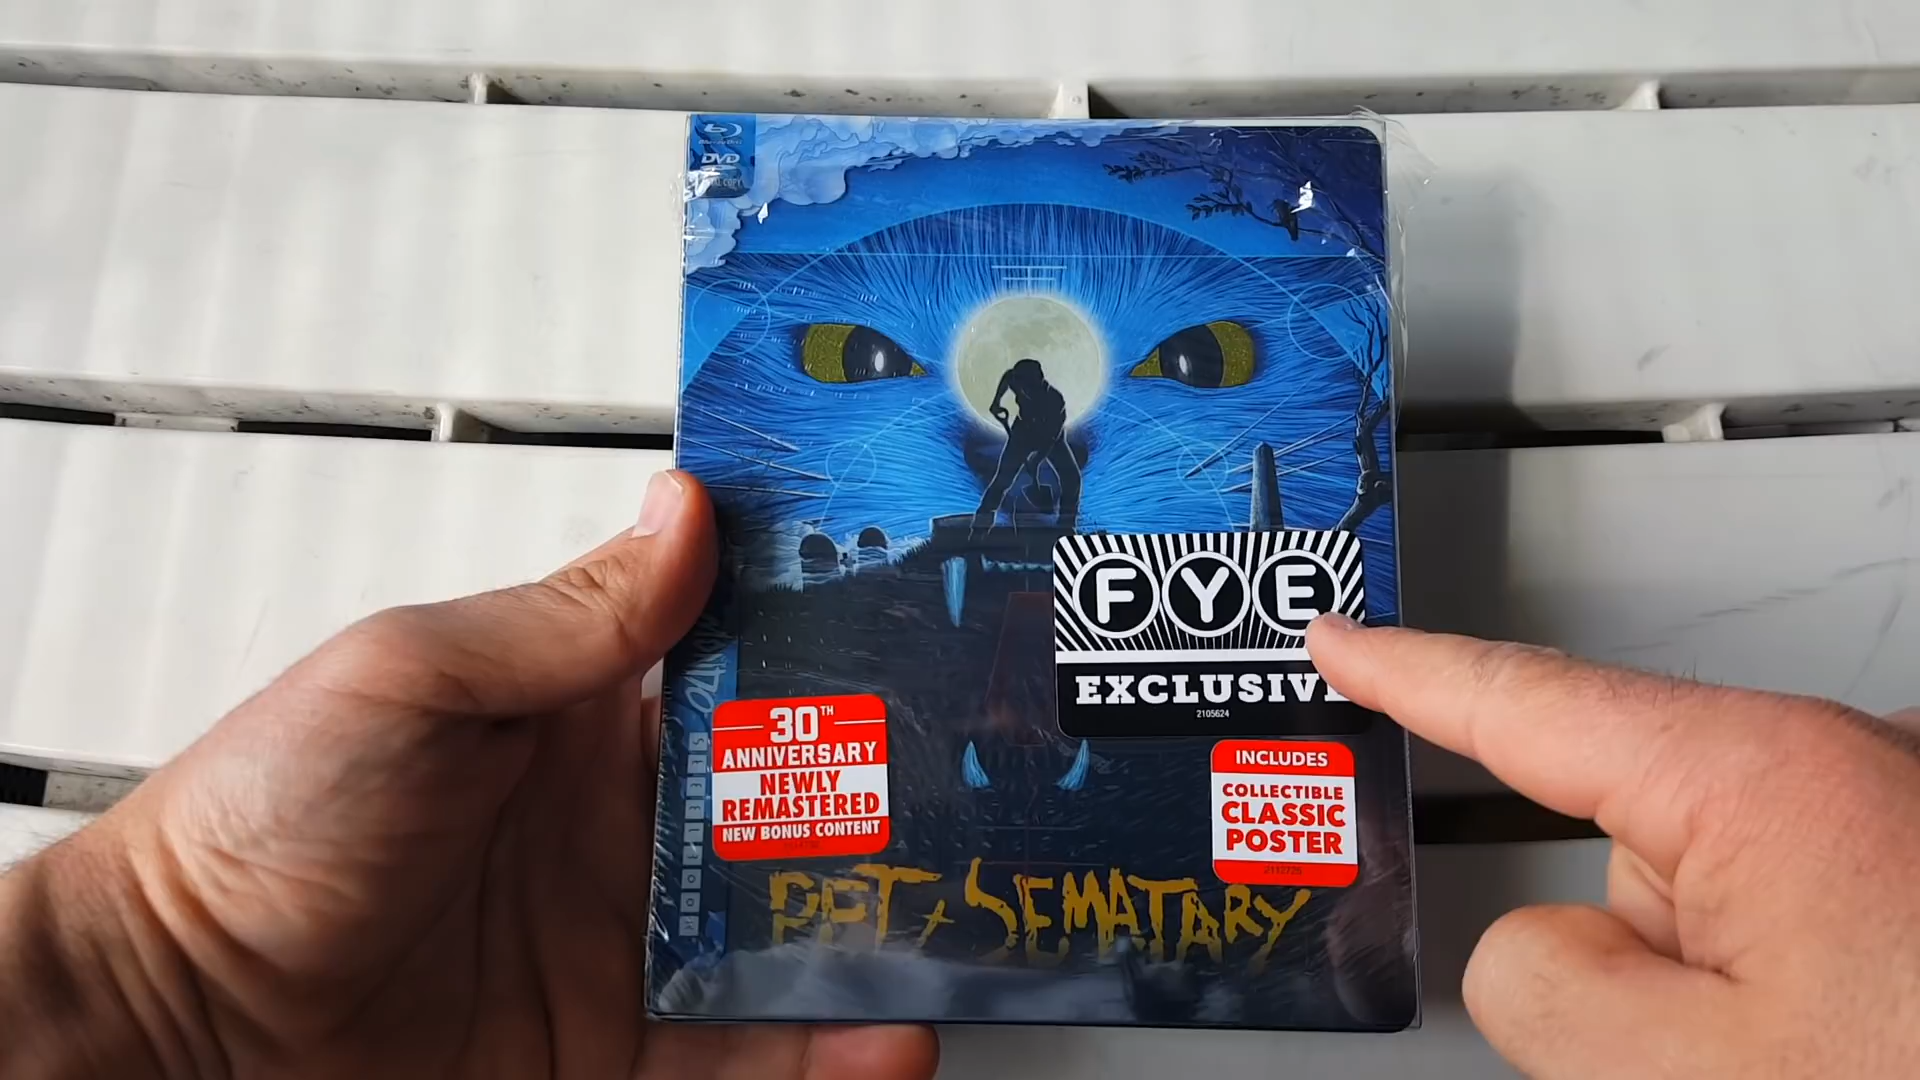 Blu-ray Disc
DVD
FYE
EXCLUSIVE
2105624
30TH
ANNIVERSARY
NEWLY
REMASTERED
NEW BONUS CONTENT
INCLUDES
COLLECTIBLE
CLASSIC
POSTER
2112725
PET SEMATARY